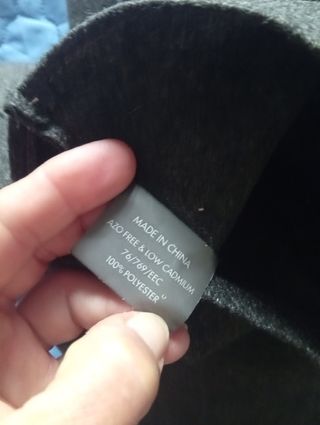 MADE IN CHINA
AZO FREE & LOW CADMIUM
76/769/EEC
100% POLYESTER"